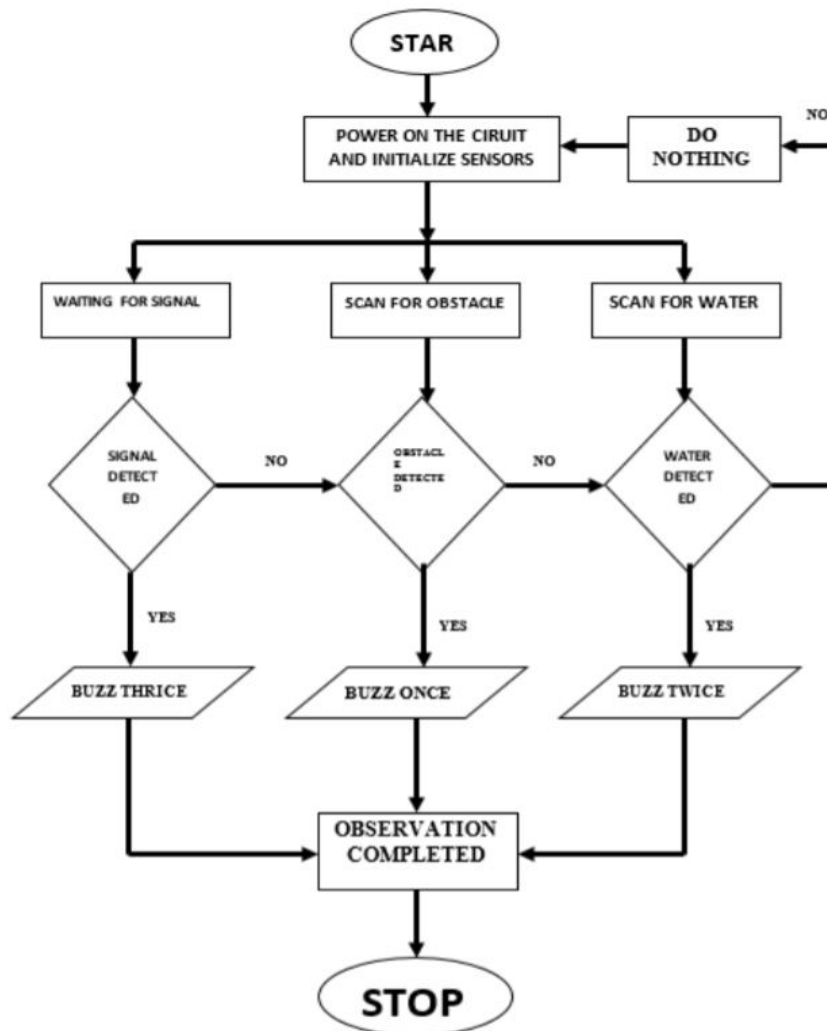 STAR
POWER ON THE CIRUIT
AND INITIALIZE SENSORS
DO
NOTHING
NO
WAITING FOR SIGNAL
SCAN FOR OBSTACLE
SCAN FOR WATER
SIGNAL
DETECT
ED
NO
OBSTACL
E
DETECTE
D
NO
WATER
DETECT
ED
YES
YES
YES
BUZZ THRICE
BUZZ ONCE
BUZZ TWICE
OBSERVATION
COMPLETED
STOP